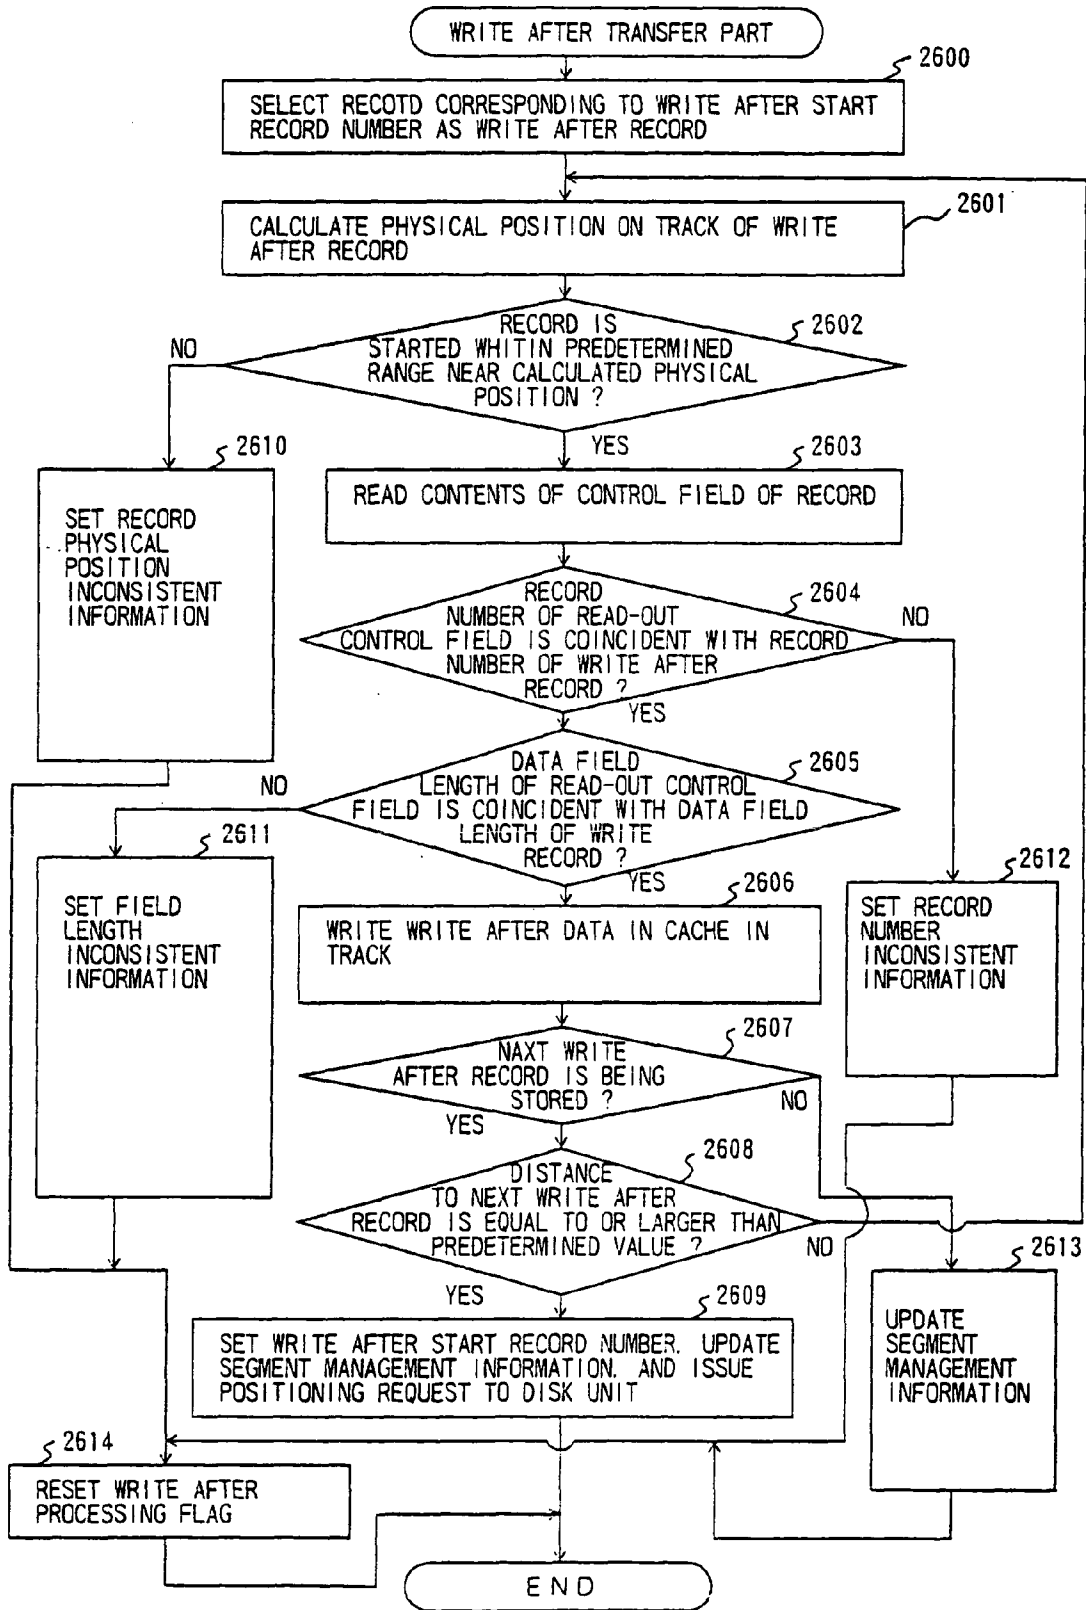 WRITE AFTER TRANSFER PART
2600
SELECT RECOTD CORRESPONDING TO WRITE AFTER START
RECORD NUMBER AS WRITE AFTER RECORD
2601
CALCULATE PHYSICAL POSITION ON TRACK OF WRITE
AFTER RECORD
2602
RECORD IS
STARTED WHITIN PREDETERMINED
RANGE NEAR CALCULATED PHYSICAL
POSITION ?
NO
YES
2610
SET RECORD
PHYSICAL
POSITION
INCONSISTENT
INFORMATION
2603
READ CONTENTS OF CONTROL FIELD OF RECORD
2604
RECORD
NUMBER OF READ-OUT
CONTROL FIELD IS COINCIDENT WITH RECORD
NUMBER OF WRITE AFTER
RECORD ?
NO
YES
2605
DATA FIELD
LENGTH OF READ-OUT CONTROL
FIELD IS COINCIDENT WITH DATA FIELD
LENGTH OF WRITE
RECORD ?
NO
YES
2611
SET FIELD
LENGTH
INCONSISTENT
INFORMATION
2606
WRITE WRITE AFTER DATA IN CACHE IN
TRACK
2612
SET RECORD
NUMBER
INCONSISTENT
INFORMATION
2607
NAXT WRITE
AFTER RECORD IS BEING
STORED ?
NO
YES
2608
DISTANCE
TO NEXT WRITE AFTER
RECORD IS EQUAL TO OR LARGER THAN
PREDETERMINED VALUE ?
NO
YES
2609
SET WRITE AFTER START RECORD NUMBER. UPDATE
SEGMENT MANAGEMENT INFORMATION. AND ISSUE
POSITIONING REQUEST TO DISK UNIT
2613
UPDATE
SEGMENT
MANAGEMENT
INFORMATION
2614
RESET WRITE AFTER
PROCESSING FLAG
END